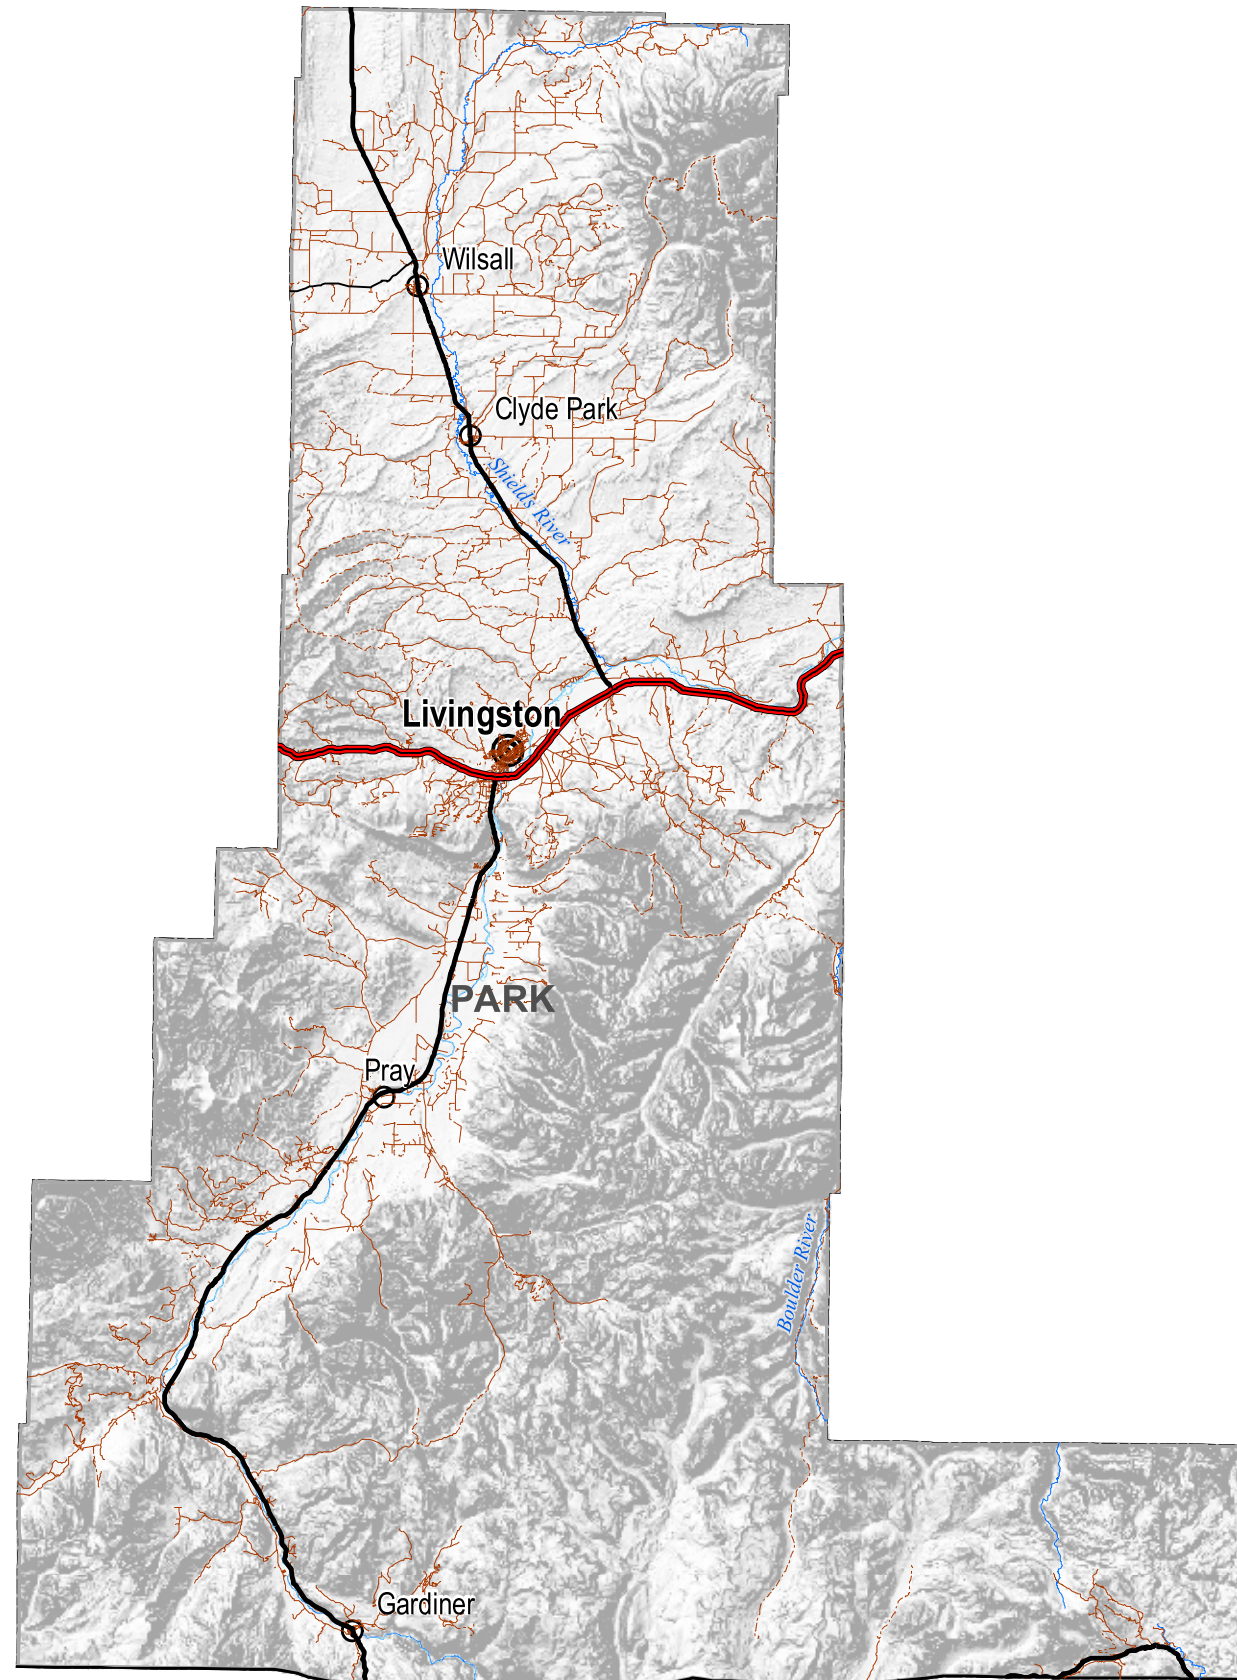 Wilsall
Clyde Park
Shields River
Livingston
PARK
Pray
Boulder River
Gardiner